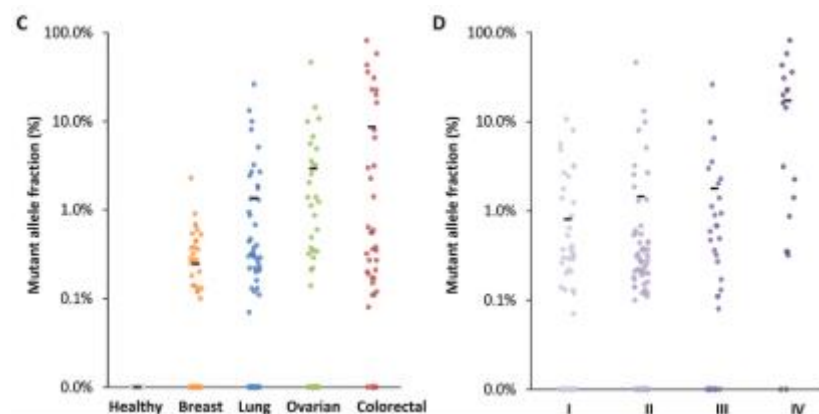 C
Mutant allele fraction (%)
100.0%
10.0%
1.0%
0.1%
0.0%
Healthy Breast Lung Ovarian Colorectal
D
Mutant allele fraction (%)
100.0%
10.0%
1.0%
0.1%
0.0%
I II III IV